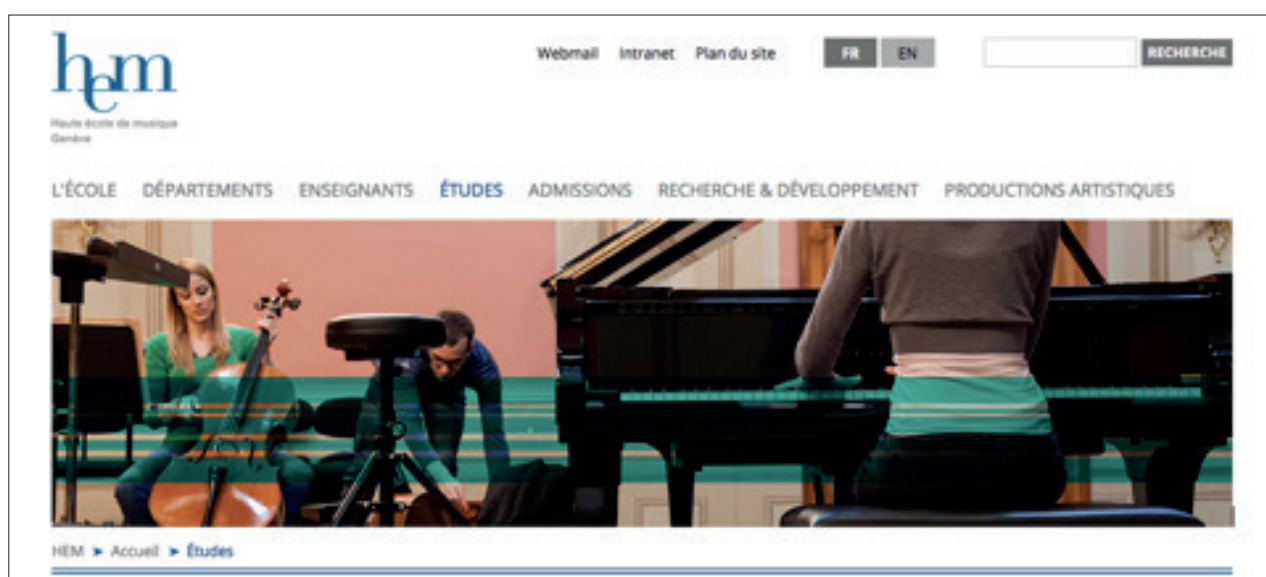 hem
Haute école de musique
Genève
Webmail Intranet Plan du site FR EN RECHERCHE
L'ÉCOLE DÉPARTEMENTS ENSEIGNANTS ÉTUDES ADMISSIONS RECHERCHE & DÉVELOPPEMENT PRODUCTIONS ARTISTIQUES
HEM ► Accueil ► Études